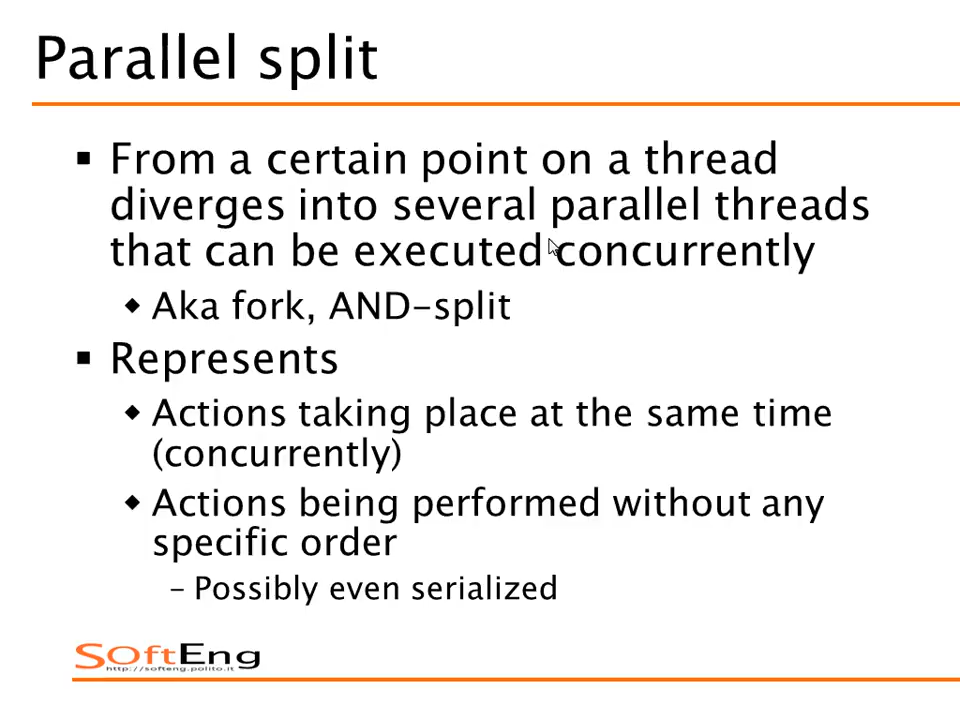 Parallel split
▪ From a certain point on a thread
diverges into several parallel threads
that can be executed concurrently
◆ Aka fork, AND-split
▪ Represents
◆ Actions taking place at the same time
(concurrently)
◆ Actions being performed without any
specific order
– Possibly even serialized
SOftEng
http://softeng.polito.it